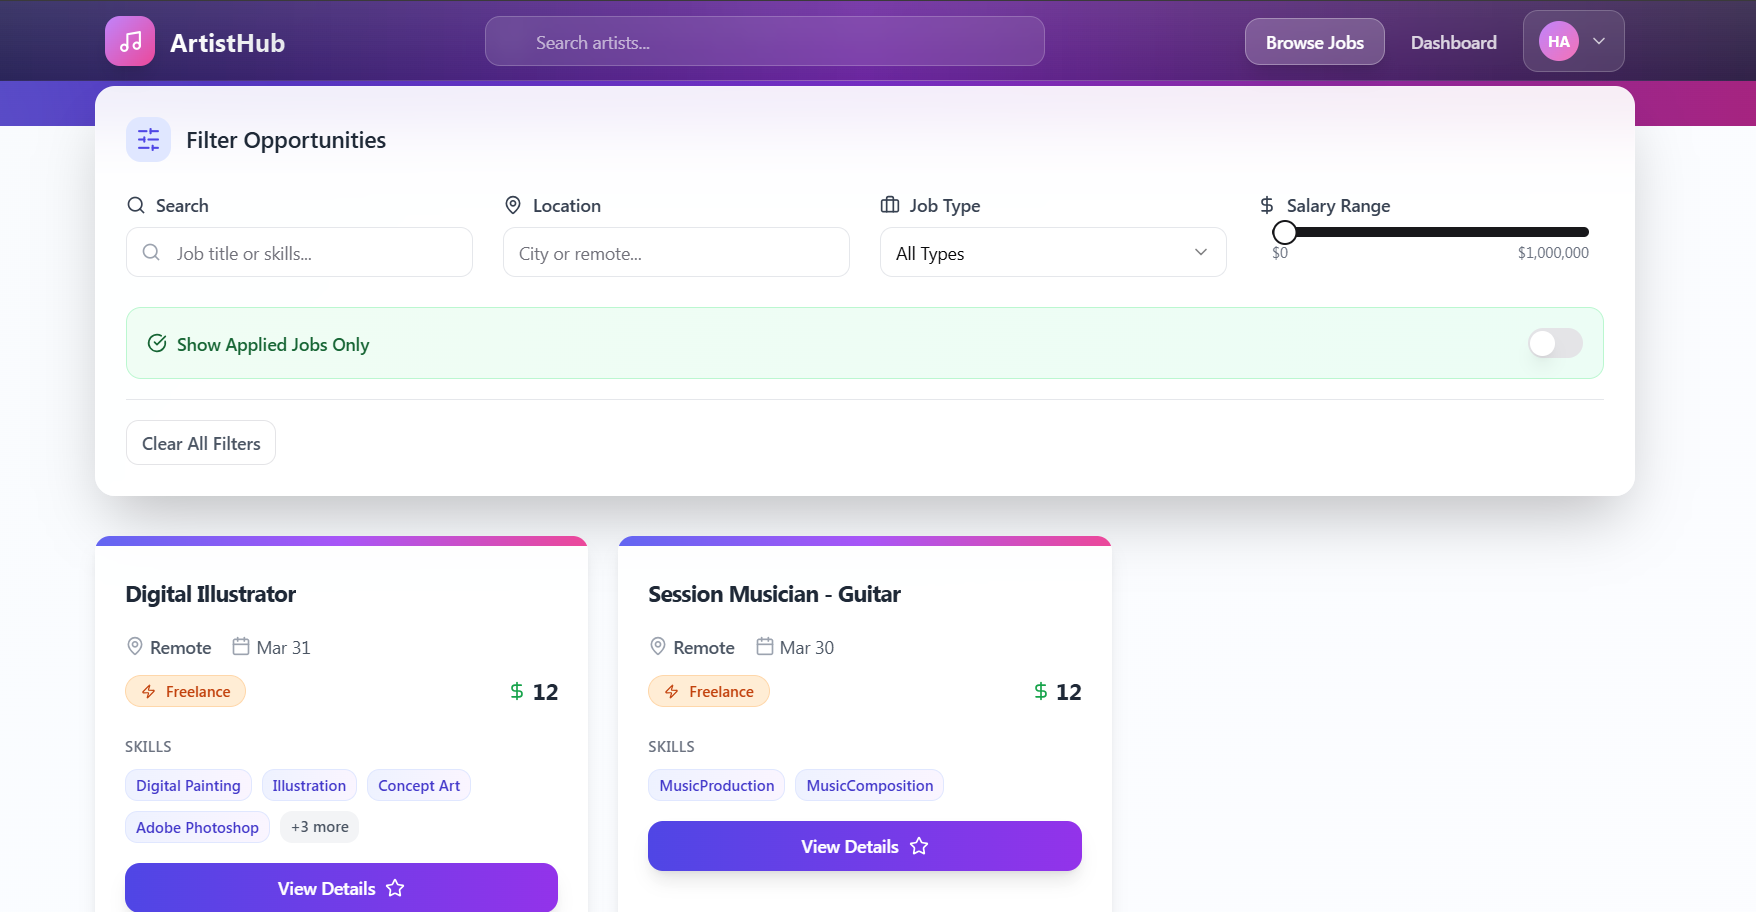 ArtistHub
Search artists...
Browse Jobs
Dashboard
HA
Filter Opportunities
Search
Location
Job Type
Salary Range
Job title or skills...
City or remote...
All Types
$0
$1,000,000
Show Applied Jobs Only
Clear All Filters
Digital Illustrator
Remote
Mar 31
Freelance
$ 12
SKILLS
Digital Painting
Illustration
Concept Art
Adobe Photoshop
+3 more
View Details
Session Musician - Guitar
Remote
Mar 30
Freelance
$ 12
SKILLS
MusicProduction
MusicComposition
View Details